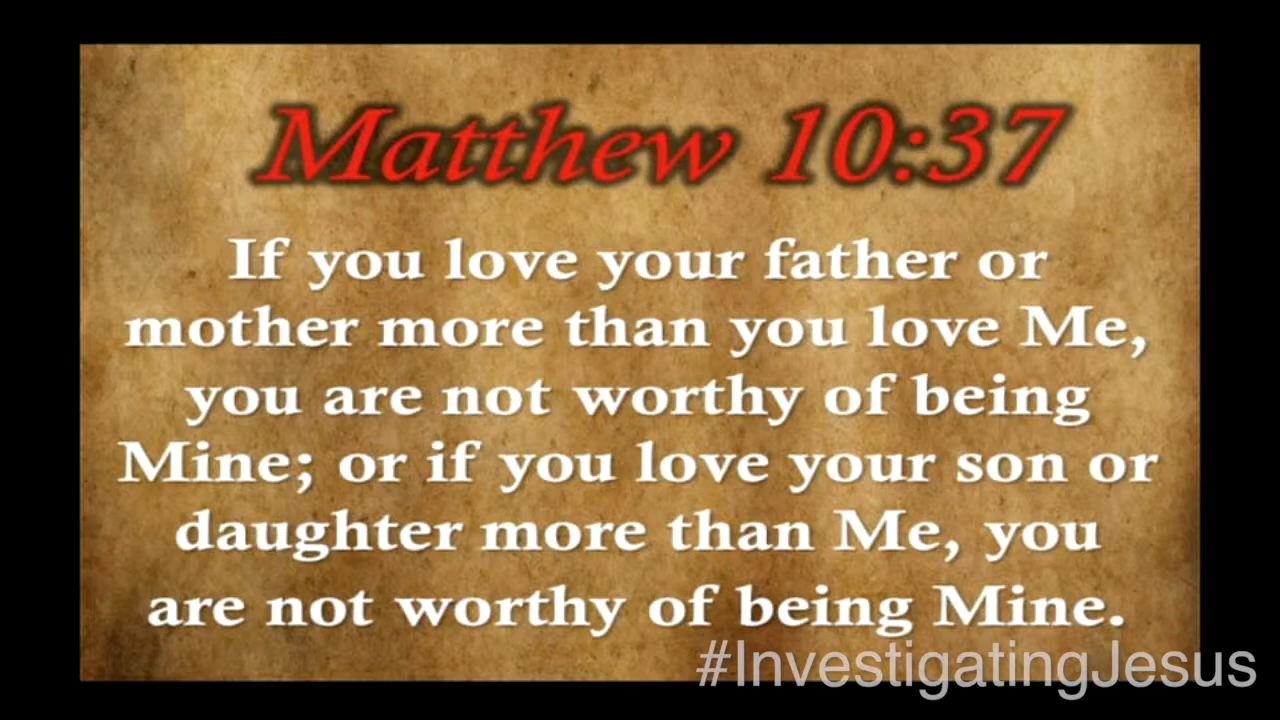 Matthew 10:37
If you love your father or
mother more than you love Me,
you are not worthy of being
Mine; or if you love your son or
daughter more than Me, you
are not worthy of being Mine.
#InvestigatingJesus